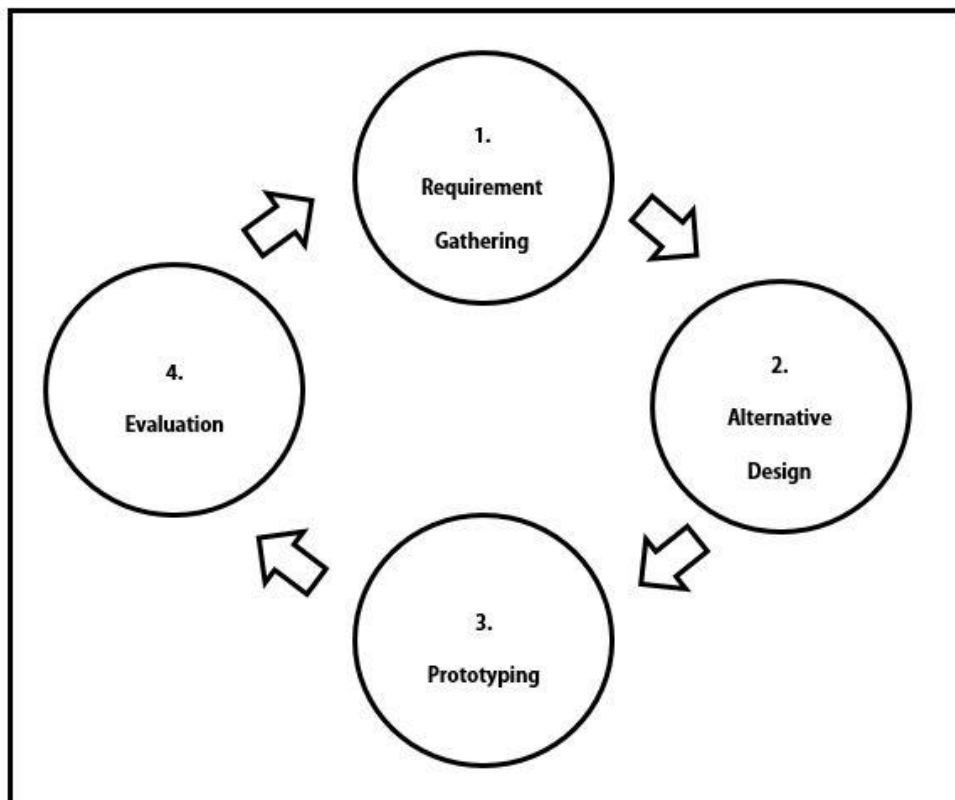 1.
Requirement
Gathering
2.
Alternative
Design
3.
Prototyping
4.
Evaluation